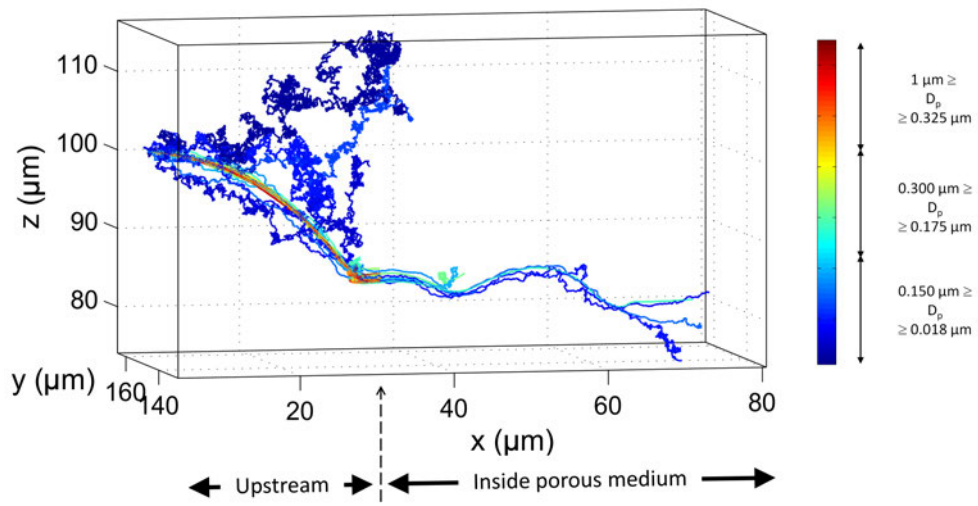 110
100
90
80
z (µm)
y (µm)
160
140
20
40
60
80
x (µm)
Upstream
Inside porous medium
1 µm ≥
Dp
≥ 0.325 µm
0.300 µm ≥
Dp
≥ 0.175 µm
0.150 µm ≥
Dp
≥ 0.018 µm